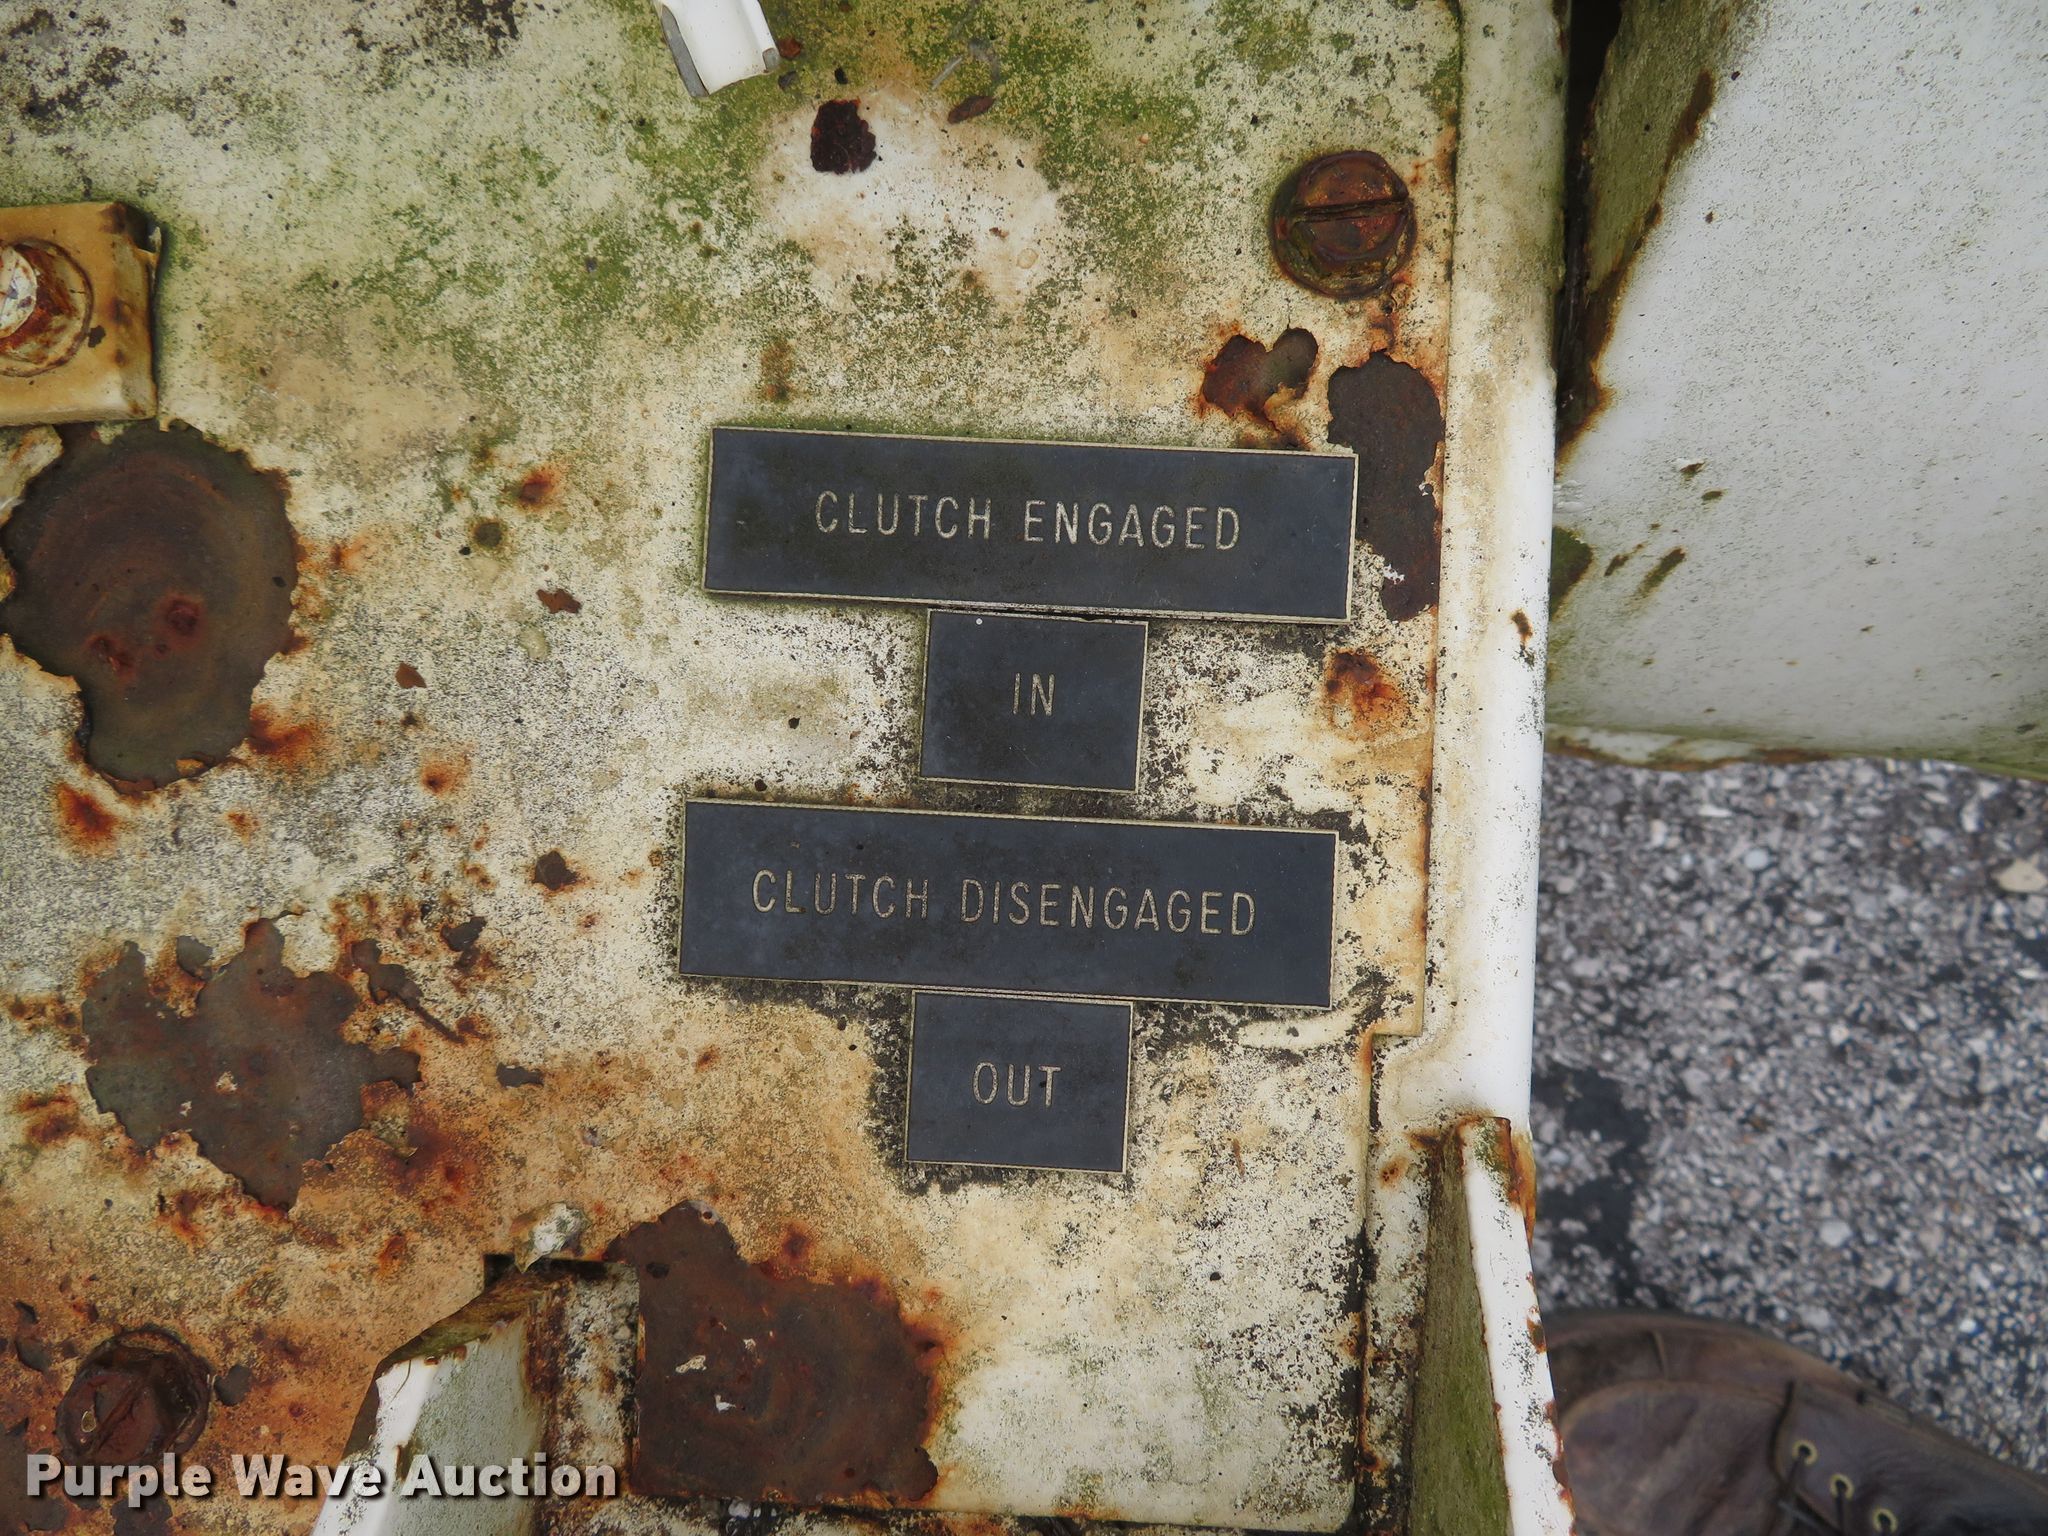 CLUTCH ENGAGED
IN
CLUTCH DISENGAGED
OUT
Purple Wave Auction